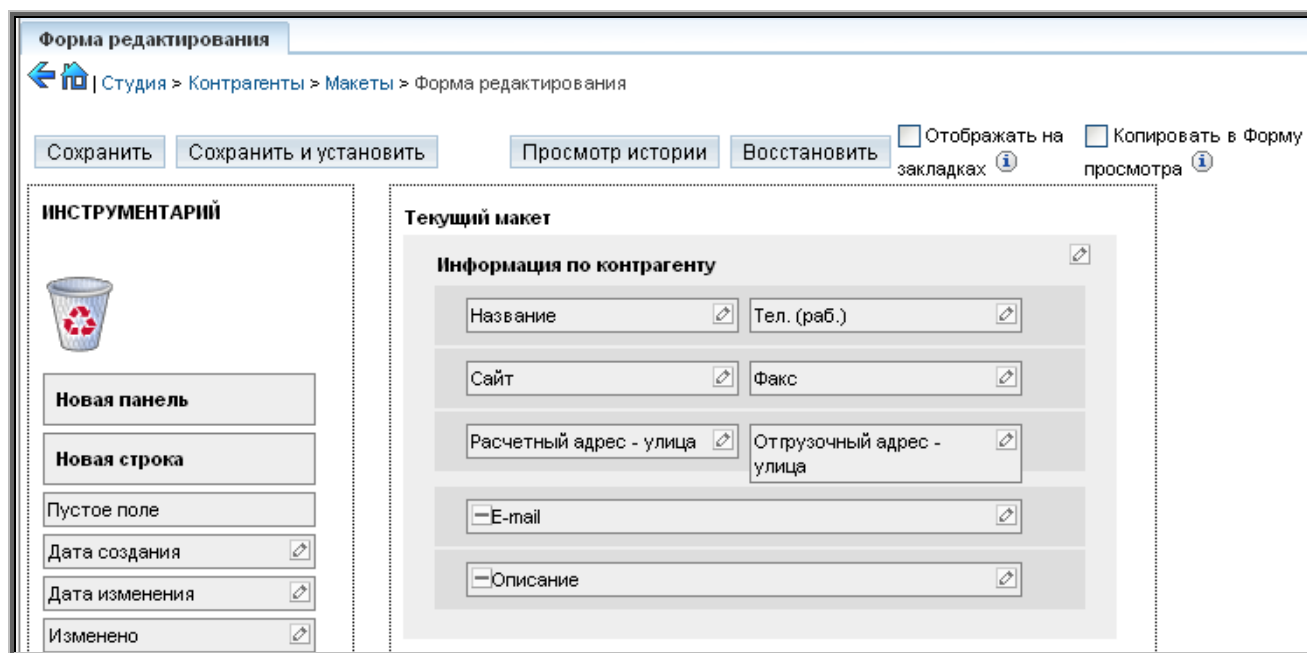 Форма редактирования
| Студия > Контрагенты > Макеты > Форма редактирования
Сохранить Сохранить и установить Просмотр истории Восстановить Отображать на закладках Копировать в Форму просмотра
ИНСТРУМЕНТАРИЙ
Новая панель
Новая строка
Пустое поле
Дата создания
Дата изменения
Изменено
Текущий макет
Информация по контрагенту
Название Тел. (раб.)
Сайт Факс
Расчетный адрес - улица Отгрузочный адрес -
улица
E-mail
Описание